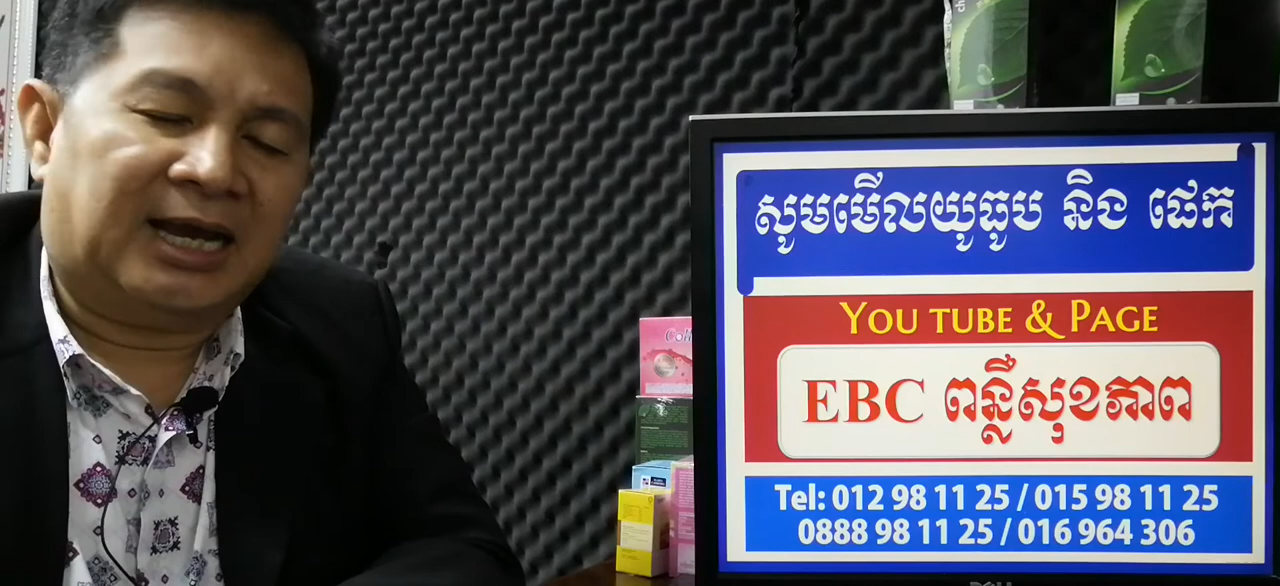 សូមមើលយូធូប និង ផេក
YOU TUBE & PAGE
EBC ពន្លឺសុខភាព
Tel: 012 98 11 25 / 015 98 11 25
0888 98 11 25 / 016 964 306